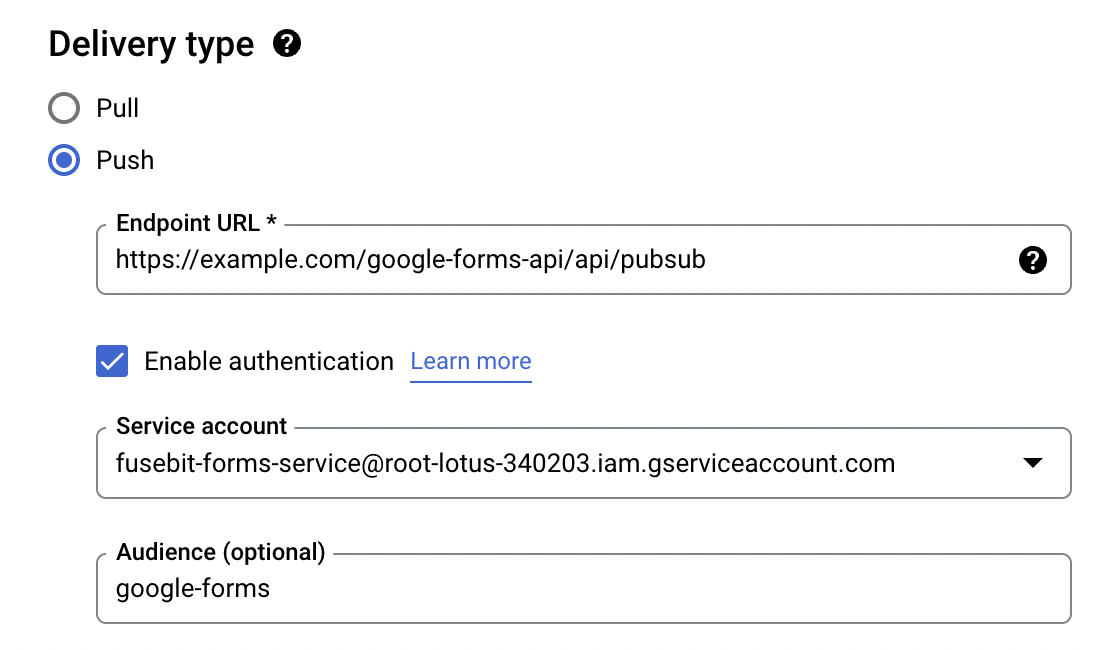 Delivery type ?
Pull
Push
Endpoint URL *
https://example.com/google-forms-api/api/pubsub ?
Enable authentication Learn more
Service account
fusebit-forms-service@root-lotus-340203.iam.gserviceaccount.com
Audience (optional)
google-forms